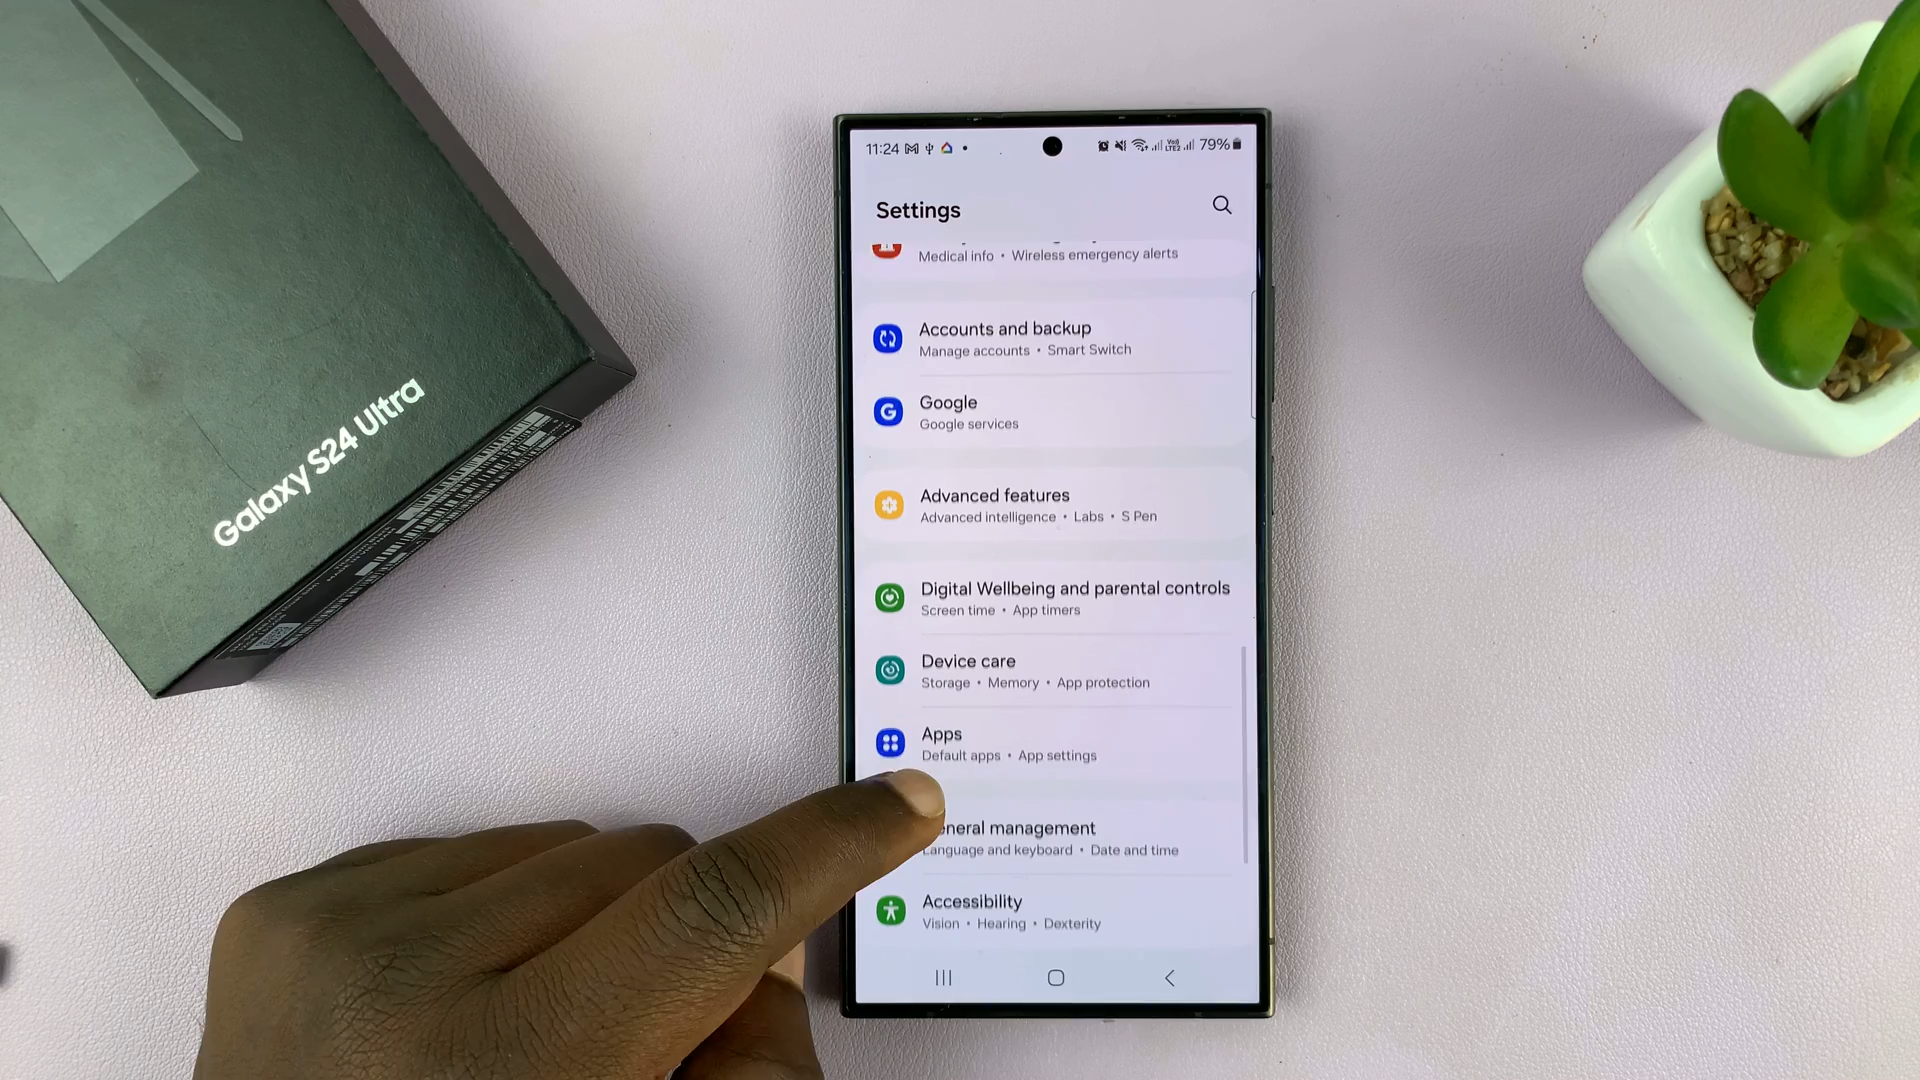 Galaxy S24 Ultra
11:24
79%
Settings
Medical info • Wireless emergency alerts
Accounts and backup
Manage accounts • Smart Switch
Google
Google services
Advanced features
Advanced intelligence • Labs • S Pen
Digital Wellbeing and parental controls
Screen time • App timers
Device care
Storage • Memory • App protection
Apps
Default apps • App settings
eneral management
Language and keyboard • Date and time
Accessibility
Vision • Hearing • Dexterity